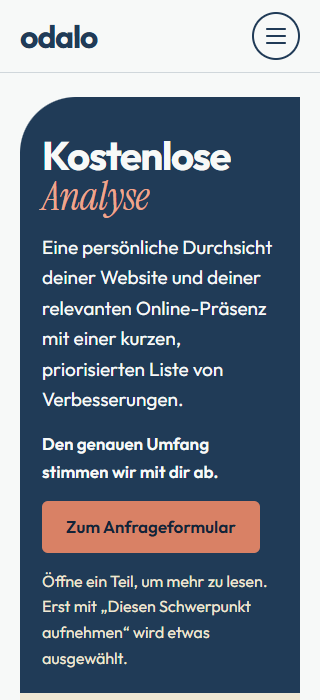 odalo
Kostenlose
Analyse
Eine persönliche Durchsicht
deiner Website und deiner
relevanten Online-Präsenz
mit einer kurzen,
priorisierten Liste von
Verbesserungen.
Den genauen Umfang
stimmen wir mit dir ab.
Zum Anfrageformular
Öffne ein Teil, um mehr zu lesen.
Erst mit „Diesen Schwerpunkt
aufnehmen“ wird etwas
ausgewählt.